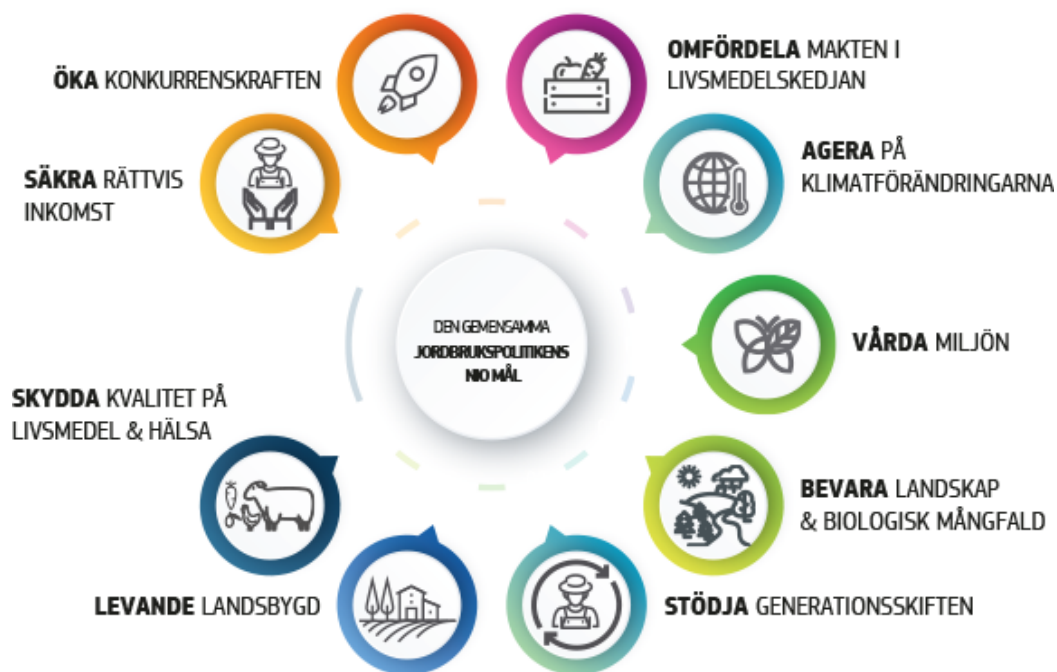 ÖKA KONKURRENSKRAFTEN
OMFÖRDELA MAKTEN I
LIVSMEDELSKEDJAN
SÄKRA RÄTTVIS
INKOMST
AGERA PÅ
KLIMATFÖRÄNDRINGARNA
DEN GEMENSAMMA
JORDBRUKSPOLITIKENS
NIO MÅL
VÅRDA MILJÖN
SKYDDA KVALITET PÅ
LIVSMEDEL & HÄLSA
BEVARA LANDSKAP
& BIOLOGISK MÅNGFALD
LEVANDE LANDSBYGD
STÖDJA GENERATIONSSKIFTEN